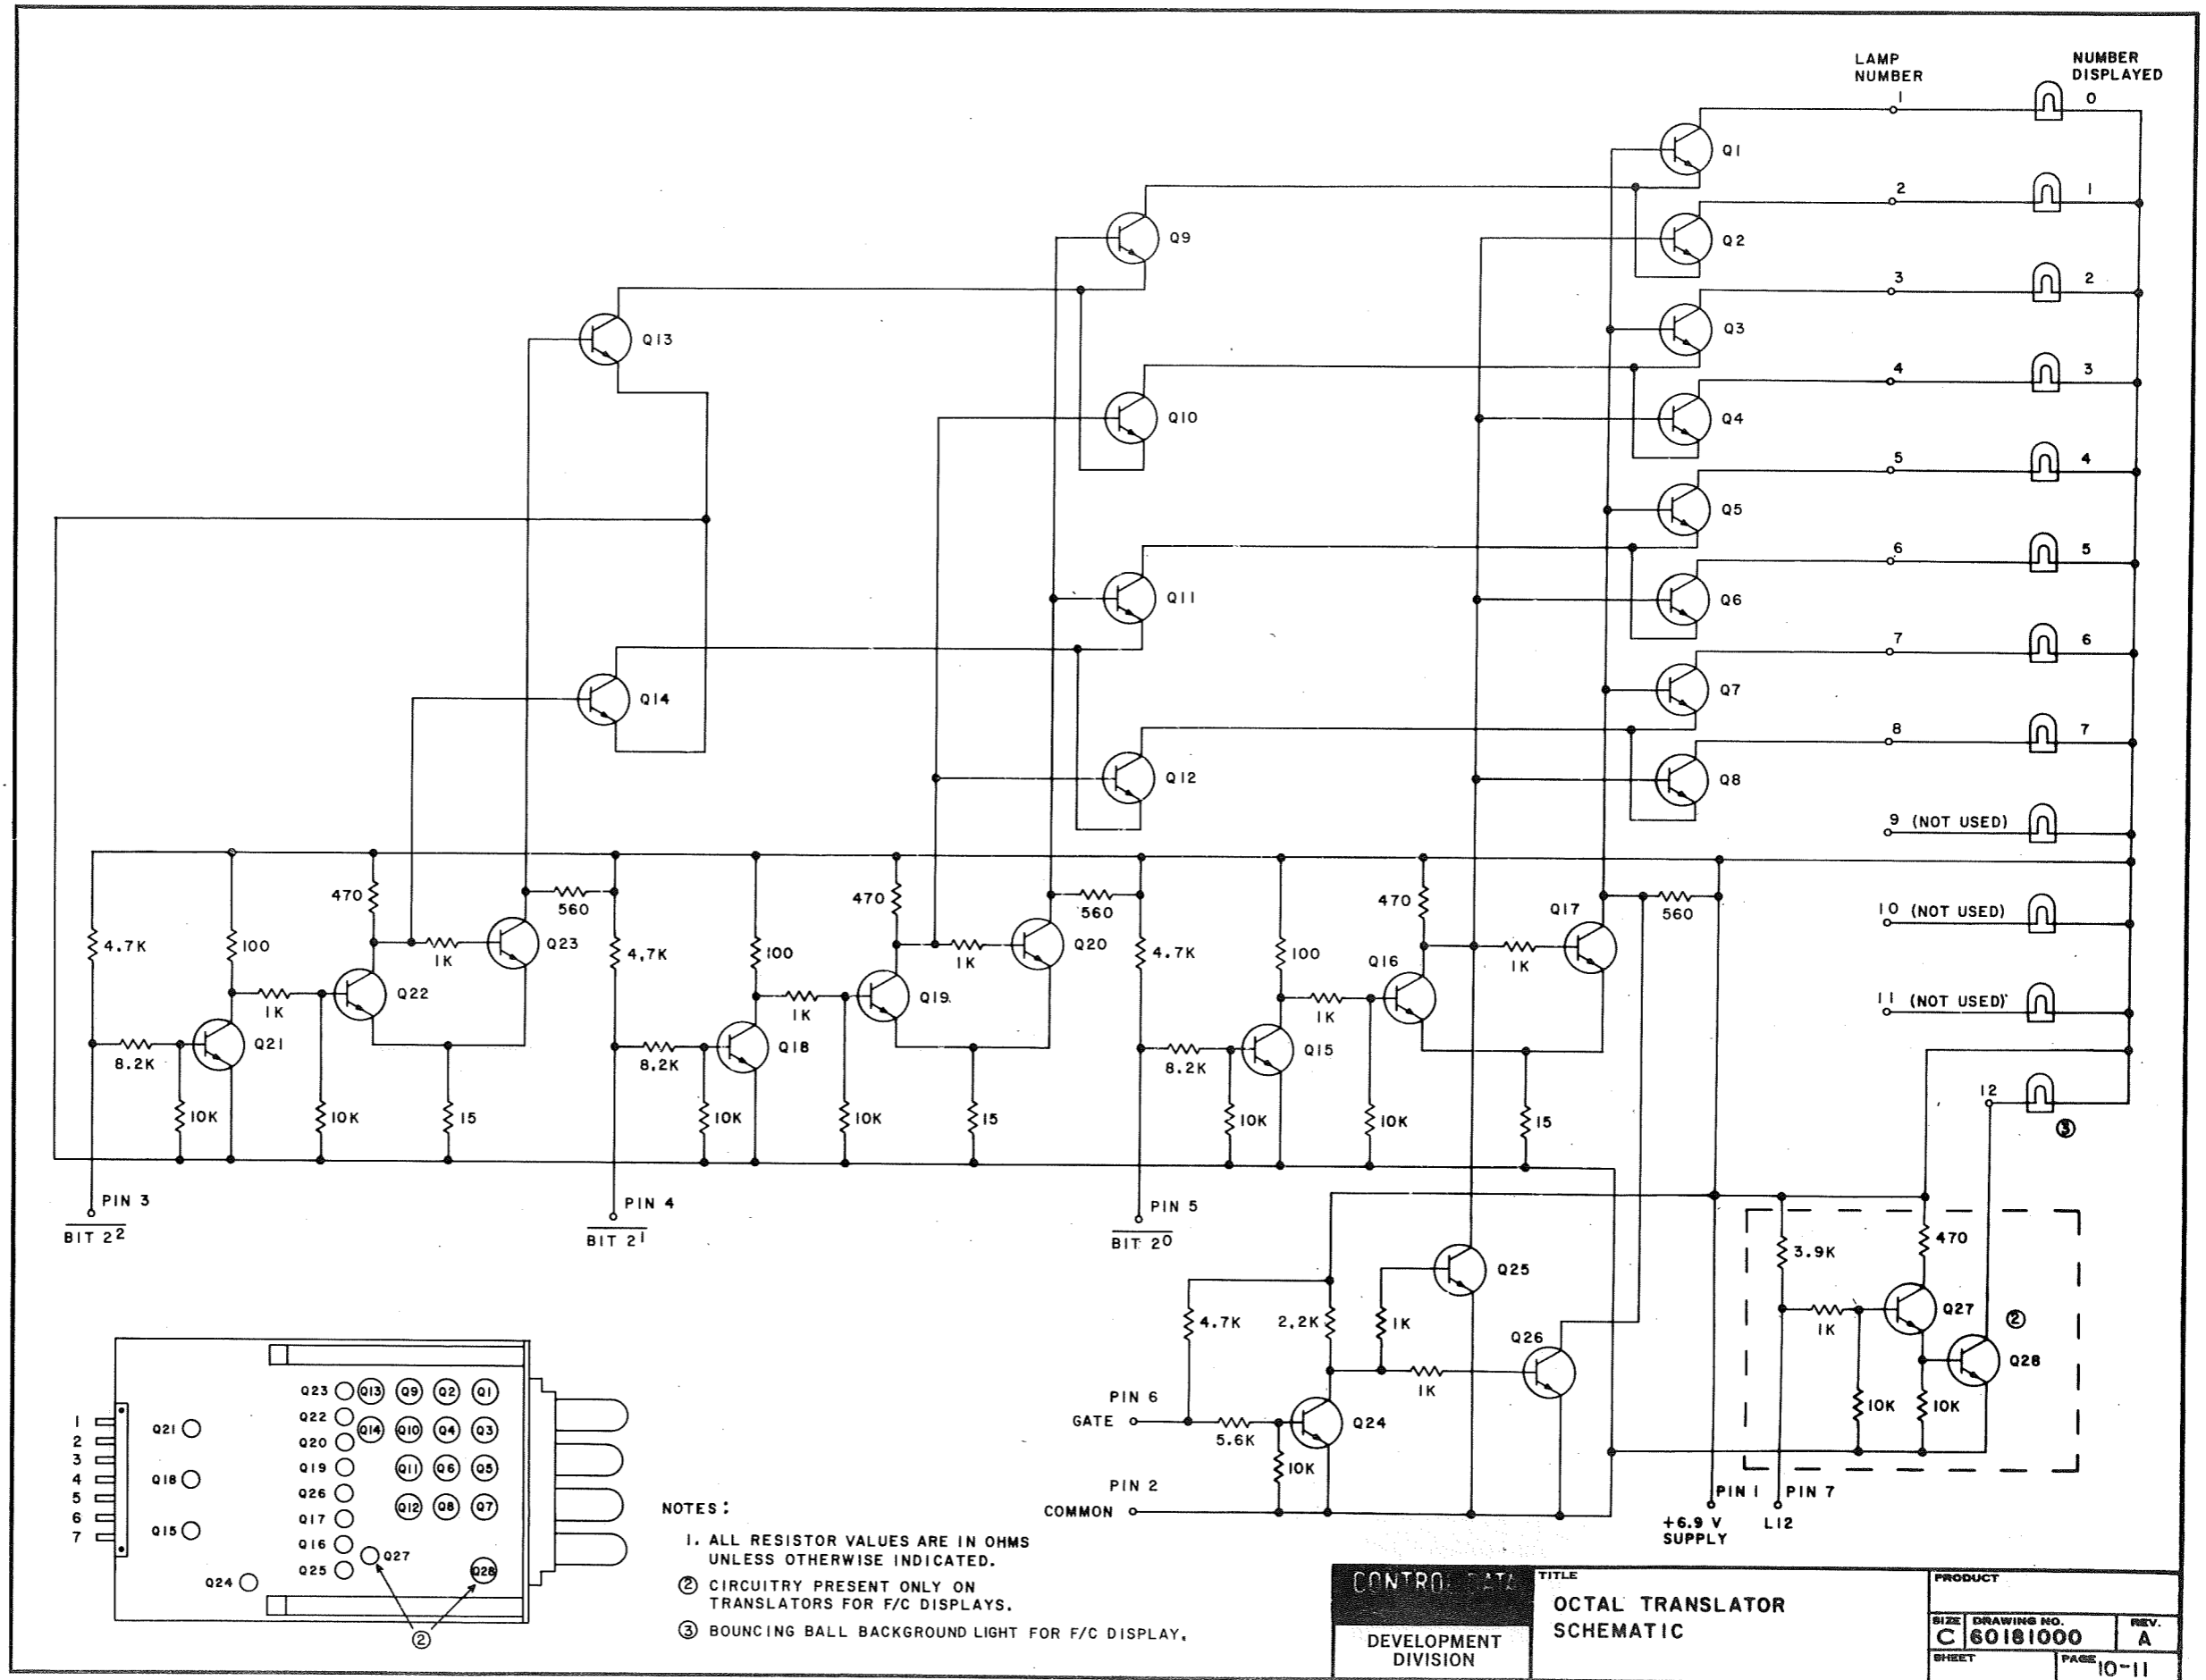 LAMP
NUMBER
NUMBER
DISPLAYED
1
0
Q1
2
1
Q2
Q9
3
2
Q3
Q13
4
3
Q4
Q10
5
4
Q5
6
5
Q6
Q11
7
6
Q7
Q14
8
7
Q8
Q12
9 (NOT USED)
470
560
470
560
470
Q17
560
10 (NOT USED)
4.7K
100
1K
Q23
4.7K
100
1K
Q20
4.7K
100
Q16
1K
Q22
1K
Q19
1K
1K
11 (NOT USED)
Q21
8.2K
Q18
8.2K
Q15
8.2K
10K
10K
15
10K
10K
15
10K
10K
15
12
③
PIN 3
BIT 2²
PIN 4
BIT 2¹
PIN 5
BIT 2⁰
3.9K
470
Q25
4.7K
2.2K
1K
Q26
1K
Q27
②
1K
Q28
PIN 6
GATE
5.6K
Q24
10K
10K
10K
PIN 2
COMMON
PIN 1
PIN 7
+6.9 V
SUPPLY
L12
1
2
3
4
5
6
7
Q21
Q18
Q15
Q24
Q23
Q22
Q20
Q19
Q26
Q17
Q16
Q25
Q13
Q9
Q2
Q1
Q14
Q10
Q4
Q3
Q11
Q6
Q5
Q12
Q8
Q7
Q27
Q28
②
NOTES:
1. ALL RESISTOR VALUES ARE IN OHMS
UNLESS OTHERWISE INDICATED.
② CIRCUITRY PRESENT ONLY ON
TRANSLATORS FOR F/C DISPLAYS.
③ BOUNCING BALL BACKGROUND LIGHT FOR F/C DISPLAY.
CONTROL DATA
DEVELOPMENT
DIVISION
TITLE
OCTAL TRANSLATOR
SCHEMATIC
PRODUCT
SIZE
C
DRAWING NO.
60181000
REV.
A
SHEET
PAGE 10-11